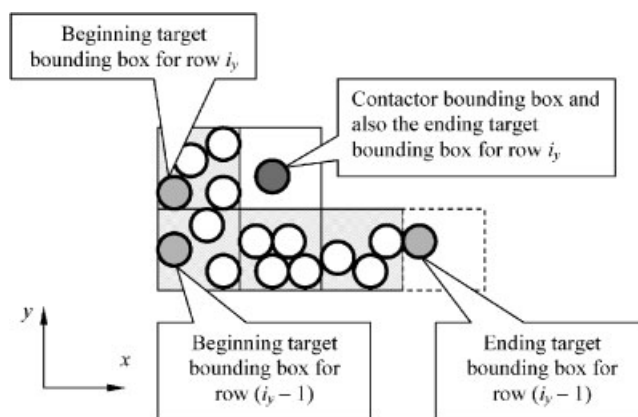 Beginning target
bounding box for row i_y
Contactor bounding box and
also the ending target
bounding box for row i_y
y
x
Beginning target
bounding box for
row (i_y – 1)
Ending target
bounding box for
row (i_y – 1)